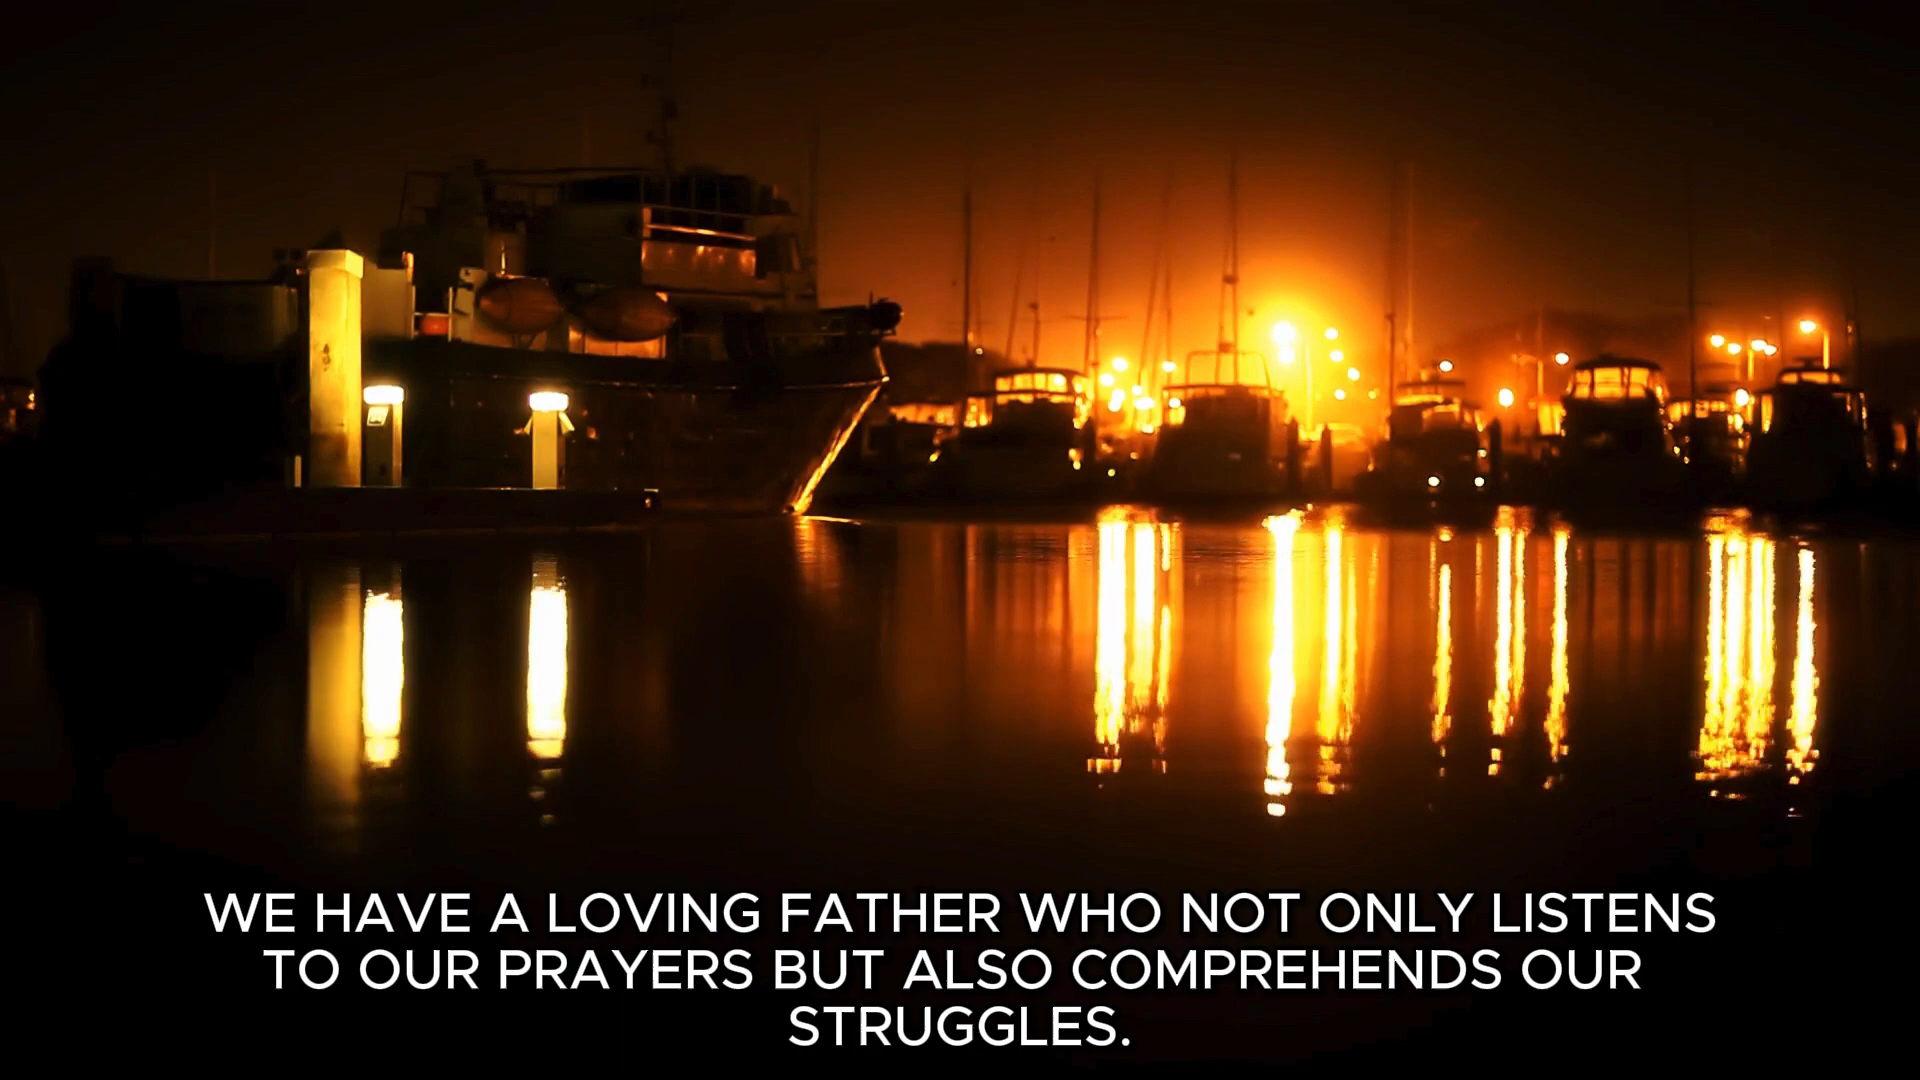 WE HAVE A LOVING FATHER WHO NOT ONLY LISTENS
TO OUR PRAYERS BUT ALSO COMPREHENDS OUR
STRUGGLES.